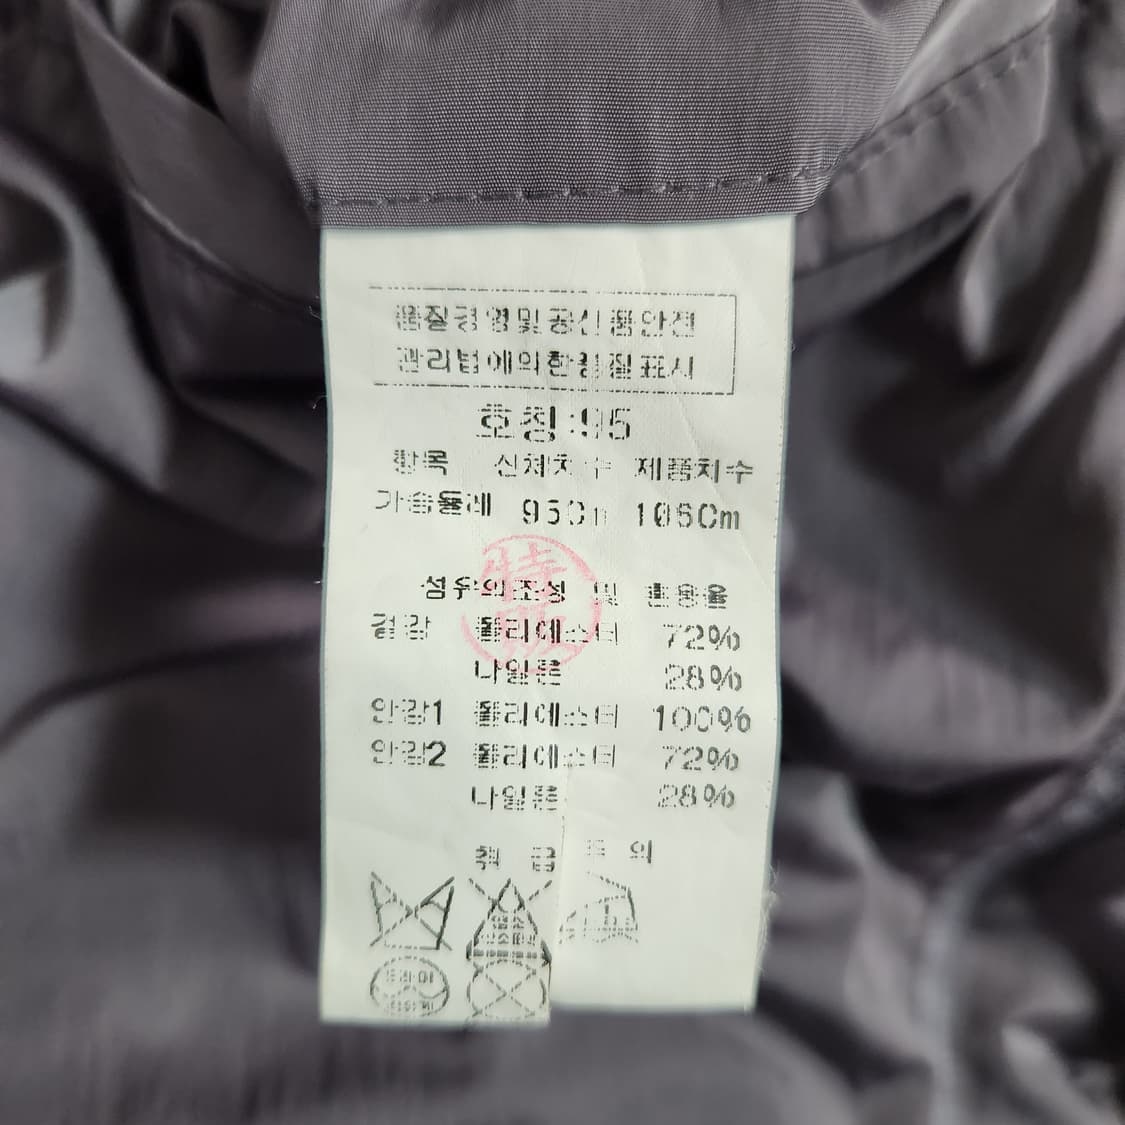 품질경영및공산품안전
관리법에의한품질표시
호칭:95
항목 신체치수 제품치수
가슴둘레 95Cm 106Cm
섬유의조성 및 혼용율
겉감 폴리에스터 72%
나일론 28%
안감1 폴리에스터 100%
안감2 폴리에스터 72%
나일론 28%
취 급 주 의
드라이